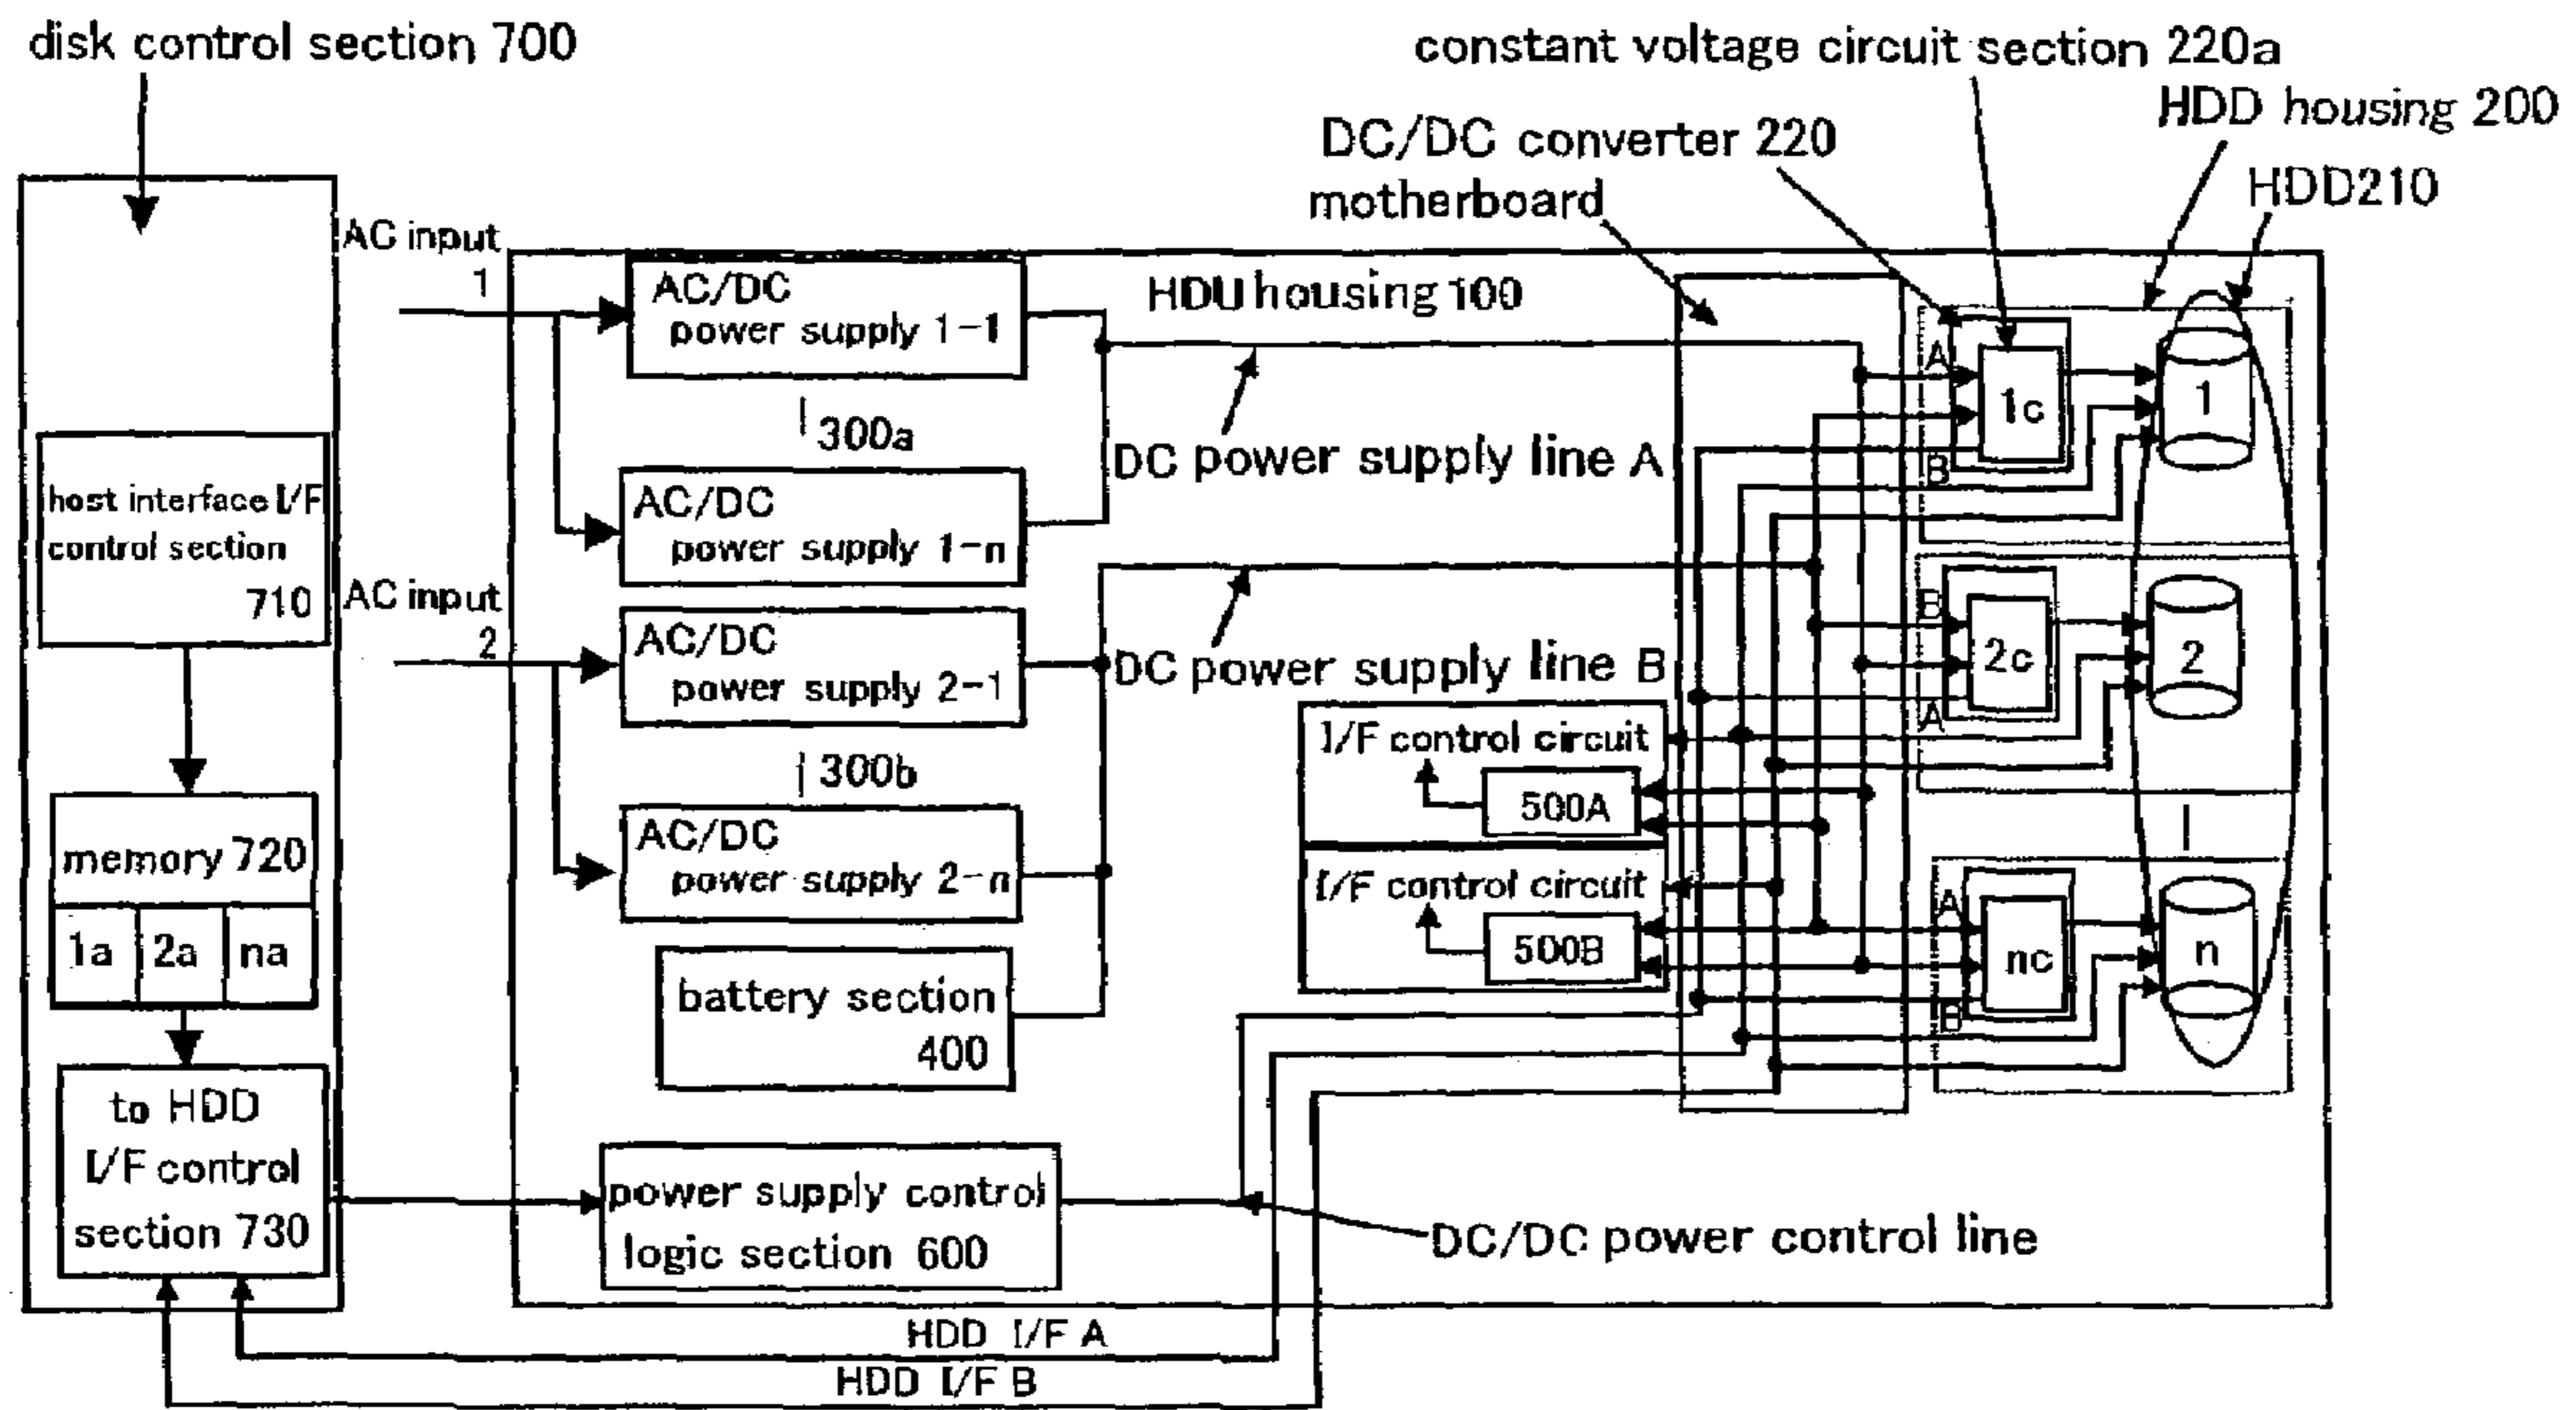 disk control section 700
constant voltage circuit section 220a
HDD housing 200
DC/DC converter 220
HDD210
motherboard
AC input
1
AC/DC
power supply 1-1
HDU housing 100
300a
DC power supply line A
AC/DC
power supply 1-n
host interface I/F
control section
710
AC input
2
AC/DC
power supply 2-1
DC power supply line B
300b
AC/DC
power supply 2-n
I/F control circuit
500A
I/F control circuit
500B
A
1c
B
1
B
2c
A
2
A
nc
B
n
memory 720
1a 2a na
battery section
400
to HDD
I/F control
section 730
power supply control
logic section 600
DC/DC power control line
HDD I/F A
HDD I/F B